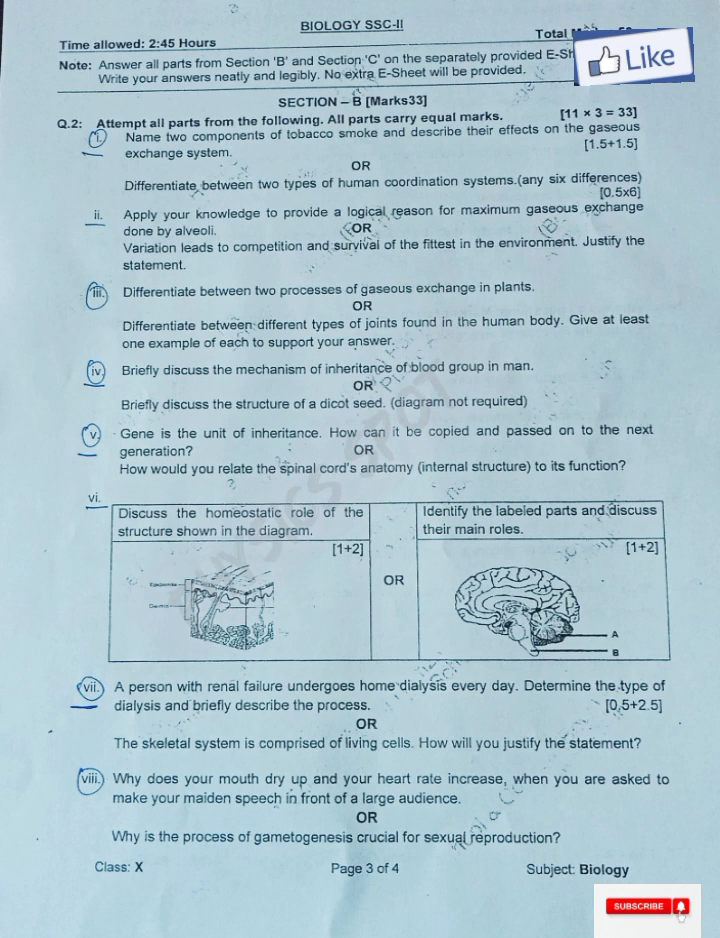 BIOLOGY SSC-II
Time allowed: 2:45 Hours
Total
Note: Answer all parts from Section 'B' and Section 'C' on the separately provided
Write your answers neatly and legibly. No extra E-Sheet will be provided.
Like
SECTION – B [Marks33]
Q.2: Attempt all parts from the following. All parts carry equal marks. [11 × 3 = 33]
i. Name two components of tobacco smoke and describe their effects on the gaseous
exchange system. [1.5+1.5]
OR
Differentiate between two types of human coordination systems.(any six differences)
[0.5x6]
ii. Apply your knowledge to provide a logical reason for maximum gaseous exchange
done by alveoli. OR
Variation leads to competition and survival of the fittest in the environment. Justify the
statement.
iii. Differentiate between two processes of gaseous exchange in plants.
OR
Differentiate between different types of joints found in the human body. Give at least
one example of each to support your answer.
iv. Briefly discuss the mechanism of inheritance of blood group in man.
OR
Briefly discuss the structure of a dicot seed. (diagram not required)
v. Gene is the unit of inheritance. How can it be copied and passed on to the next
generation? OR
How would you relate the spinal cord's anatomy (internal structure) to its function?
PHYSICS SPOT
vi.
Discuss the homeostatic role of the
structure shown in the diagram.
[1+2]
OR
Identify the labeled parts and discuss
their main roles.
[1+2]
A
B
vii. A person with renal failure undergoes home dialysis every day. Determine the type of
dialysis and briefly describe the process. [0.5+2.5]
OR
The skeletal system is comprised of living cells. How will you justify the statement?
viii. Why does your mouth dry up and your heart rate increase, when you are asked to
make your maiden speech in front of a large audience.
OR
Why is the process of gametogenesis crucial for sexual reproduction?
Class: X Page 3 of 4 Subject: Biology
SUBSCRIBE